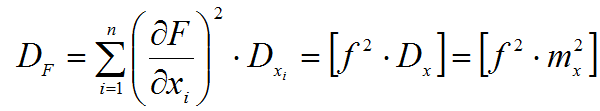 D_F = \sum_{i=1}^{n} \left( \frac{\partial F}{\partial x_i} \right)^2 \cdot D_{x_i} = \left[ f^2 \cdot D_x \right] = \left[ f^2 \cdot m_x^2 \right]